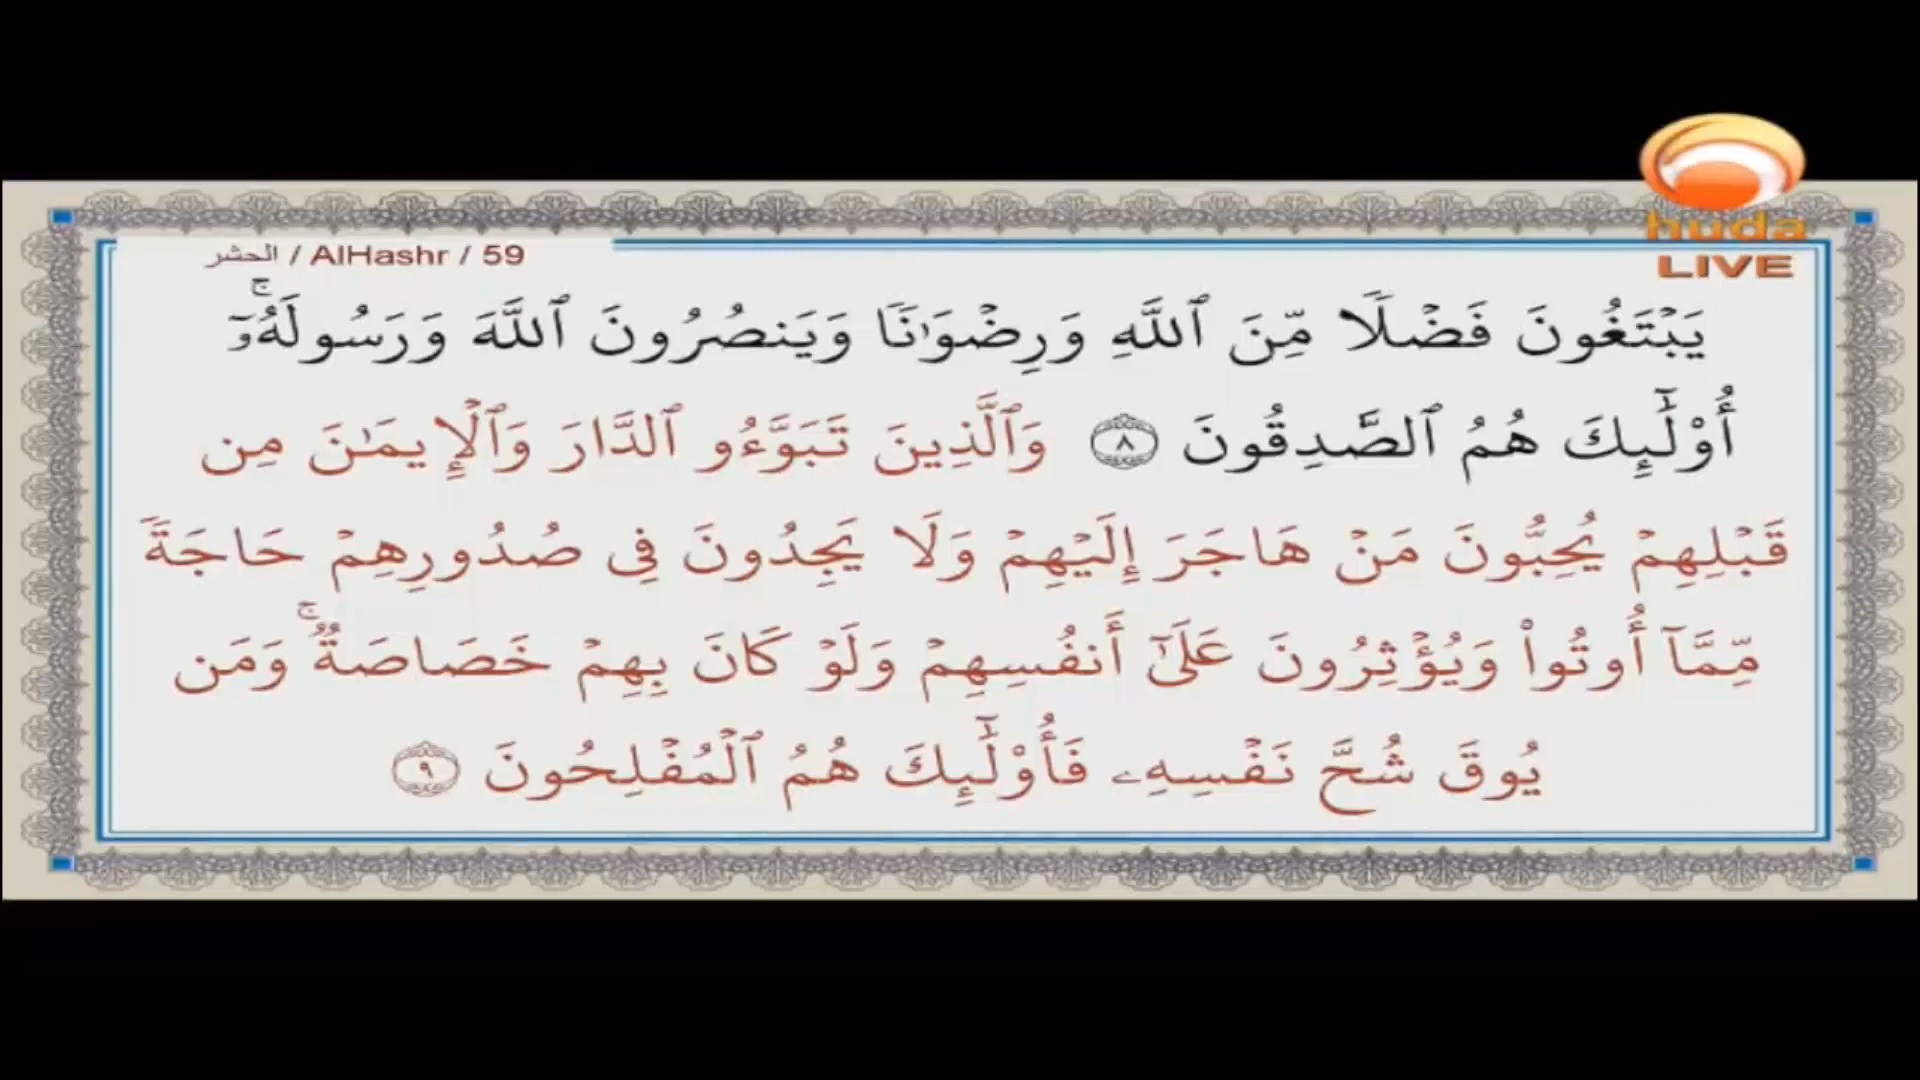 huda
LIVE
الحشر / AlHashr / 59
يَبْتَغُونَ فَضْلًا مِّنَ ٱللَّهِ وَرِضْوَٰنًا وَيَنصُرُونَ ٱللَّهَ وَرَسُولَهُۥٓ ۚ
أُو۟لَٰٓئِكَ هُمُ ٱلصَّٰدِقُونَ ٨ وَٱلَّذِينَ تَبَوَّءُو ٱلدَّارَ وَٱلْإِيمَٰنَ مِن
قَبْلِهِمْ يُحِبُّونَ مَنْ هَاجَرَ إِلَيْهِمْ وَلَا يَجِدُونَ فِى صُدُورِهِمْ حَاجَةً
مِّمَّآ أُوتُوا۟ وَيُؤْثِرُونَ عَلَىٰٓ أَنفُسِهِمْ وَلَوْ كَانَ بِهِمْ خَصَاصَةٌ ۚ وَمَن
يُوقَ شُحَّ نَفْسِهِۦ فَأُو۟لَٰٓئِكَ هُمُ ٱلْمُفْلِحُونَ ٩